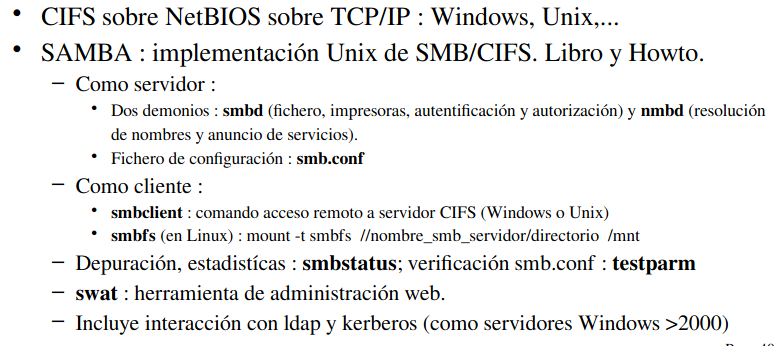 • CIFS sobre NetBIOS sobre TCP/IP : Windows, Unix,...
• SAMBA : implementación Unix de SMB/CIFS. Libro y Howto.
– Como servidor :
• Dos demonios : smbd (fichero, impresoras, autentificación y autorización) y nmbd (resolución
de nombres y anuncio de servicios).
• Fichero de configuración : smb.conf
– Como cliente :
• smbclient : comando acceso remoto a servidor CIFS (Windows o Unix)
• smbfs (en Linux) : mount -t smbfs //nombre_smb_servidor/directorio /mnt
– Depuración, estadistícas : smbstatus; verificación smb.conf : testparm
– swat : herramienta de administración web.
– Incluye interacción con ldap y kerberos (como servidores Windows >2000)